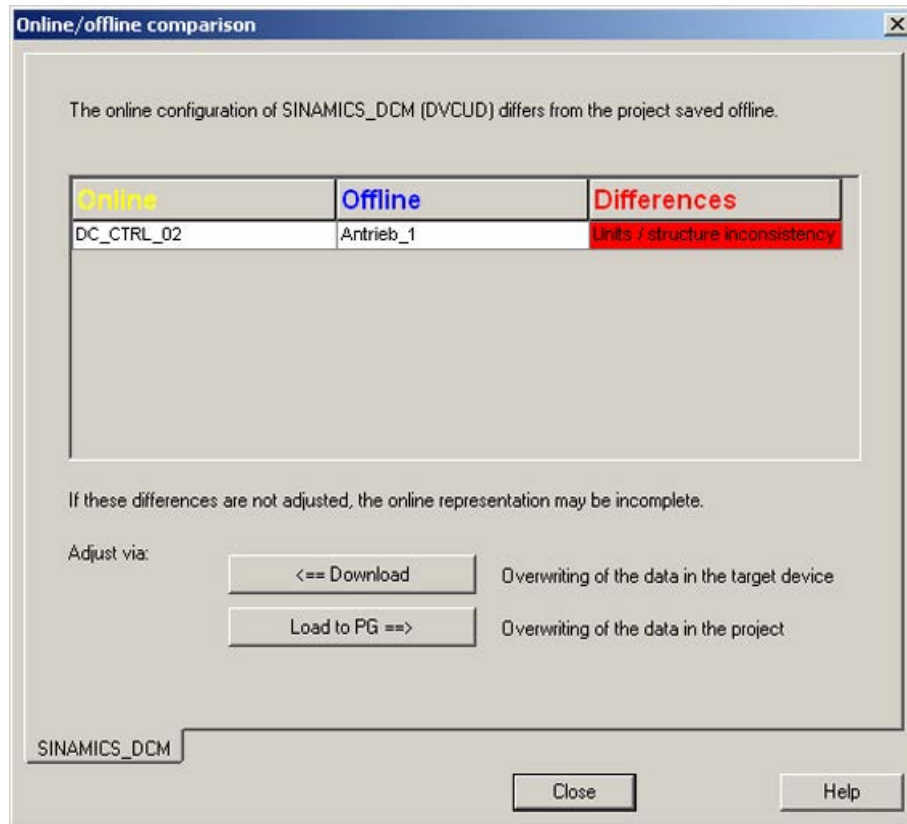 Online/offline comparison
The online configuration of SINAMICS_DCM (DVCUD) differs from the project saved offline.
Online Offline Differences
DC_CTRL_02 Antrieb_1 Units / structure inconsistency
If these differences are not adjusted, the online representation may be incomplete.
Adjust via:
<== Download Overwriting of the data in the target device
Load to PG ==> Overwriting of the data in the project
SINAMICS_DCM
Close Help